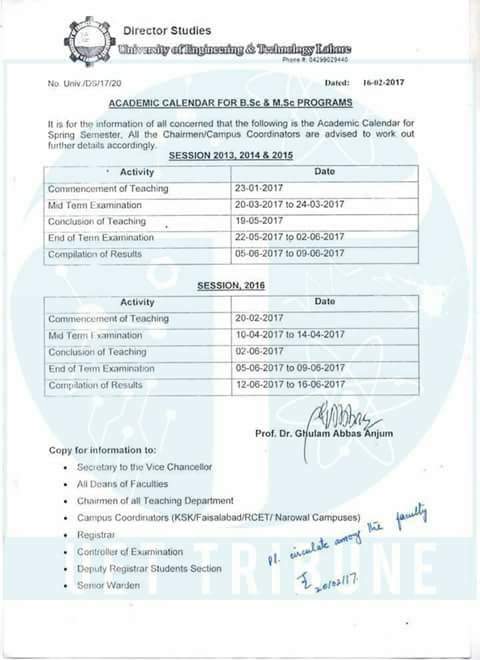 Director Studies
University of Engineering & Technology Lahore
Phone #: 04299029440
No. Univ./DS/17/20 Dated: 16-02-2017
ACADEMIC CALENDAR FOR B.Sc & M.Sc PROGRAMS
It is for the information of all concerned that the following is the Academic Calendar for
Spring Semester, All the Chairmen/Campus Coordinators are advised to work out
further details accordingly.
SESSION 2013, 2014 & 2015
Activity Date
Commencement of Teaching 23-01-2017
Mid Term Examination 20-03-2017 to 24-03-2017
Conclusion of Teaching 19-05-2017
End of Term Examination 22-05-2017 to 02-06-2017
Compilation of Results 05-06-2017 to 09-06-2017
SESSION, 2016
Activity Date
Commencement of Teaching 20-02-2017
Mid Term Examination 10-04-2017 to 14-04-2017
Conclusion of Teaching 02-06-2017
End of Term Examination 05-06-2017 to 09-06-2017
Compilation of Results 12-06-2017 to 16-06-2017
Prof. Dr. Ghulam Abbas Anjum
Copy for information to:
• Secretary to the Vice Chancellor
• All Deans of Faculties
• Chairmen of all Teaching Department
• Campus Coordinators (KSK/Faisalabad/RCET/ Narowal Campuses)
• Registrar
• Controller of Examination
• Deputy Registrar Students Section
• Senior Warden
Pl. circulate among the faculty
20/02/17.
TRIBUNE